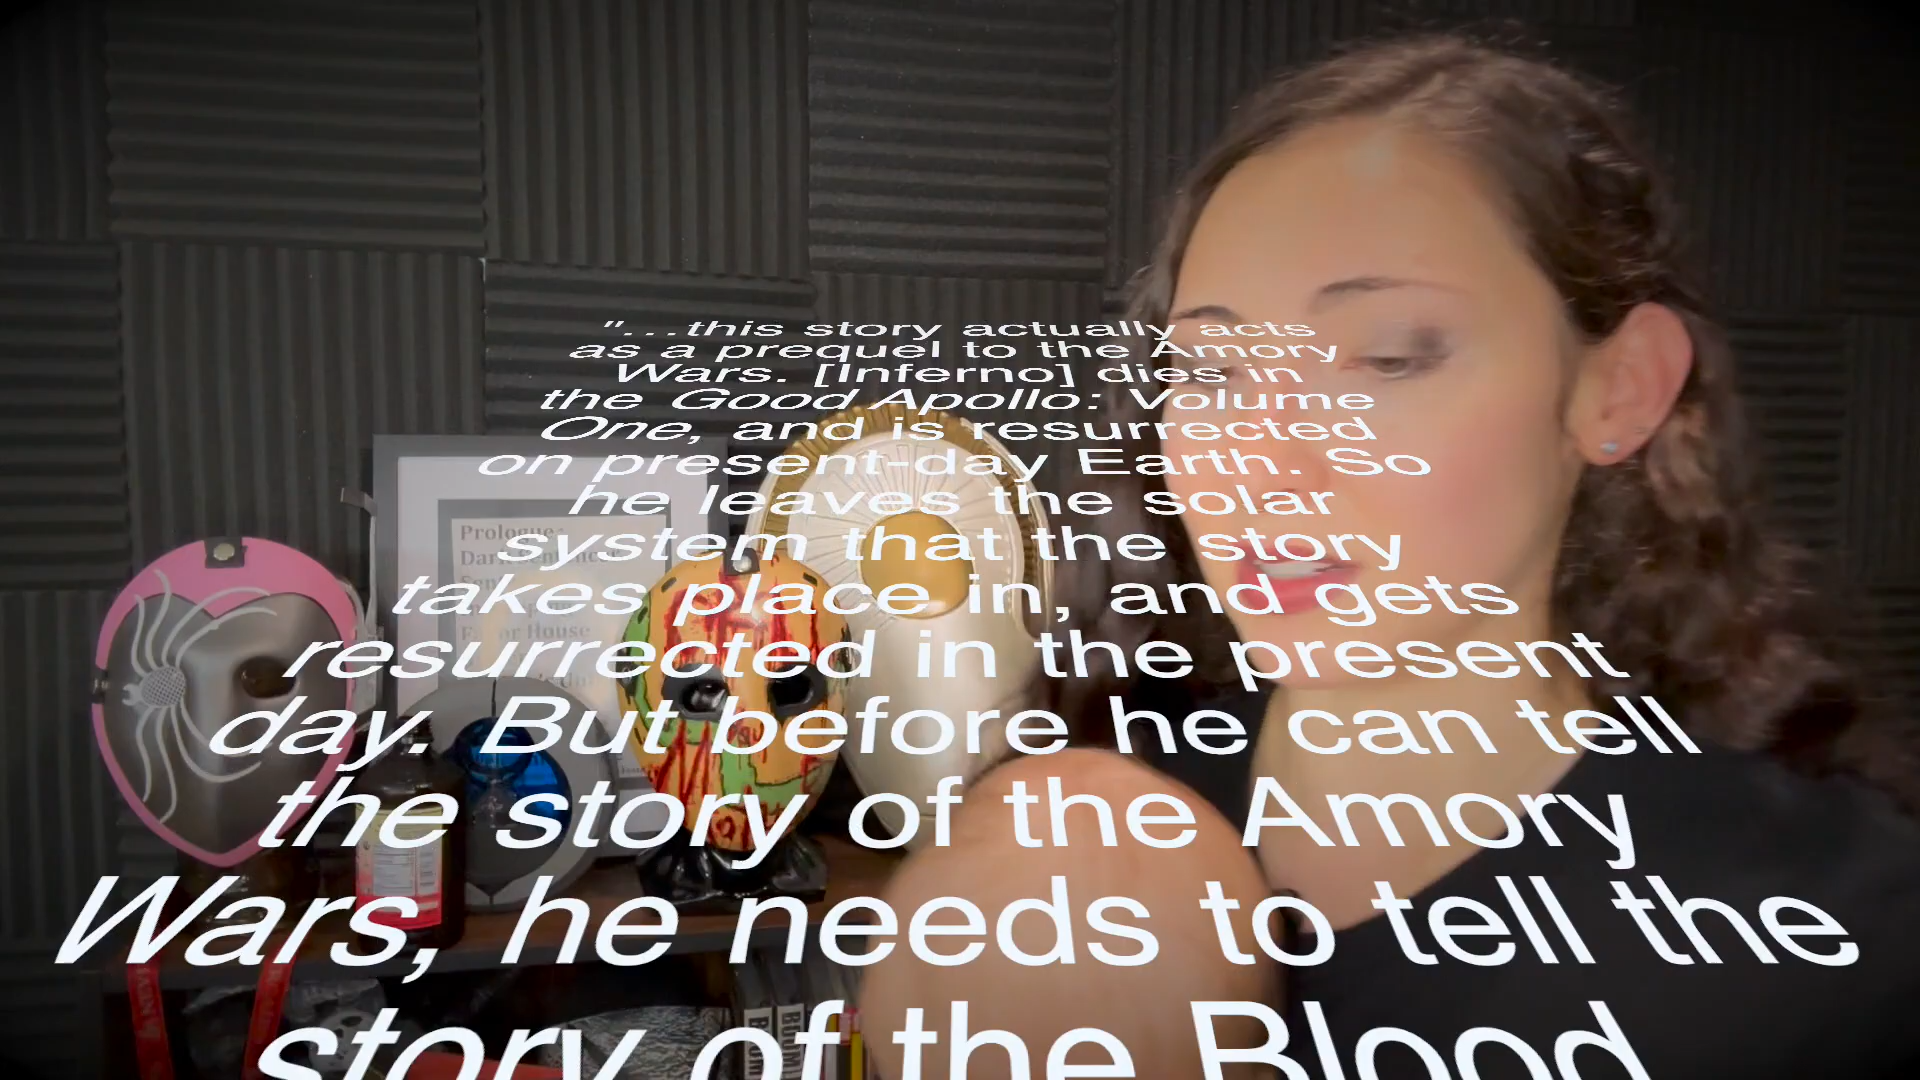 "...this story actually acts
as a prequel to the Amory
Wars. [Inferno] dies in
the Good Apollo: Volume
One, and is resurrected
on present-day Earth. So
he leaves the solar
system that the story
takes place in, and gets
resurrected in the present
day. But before he can tell
the story of the Amory
Wars, he needs to tell the
story of the Blood
Prologue:
House